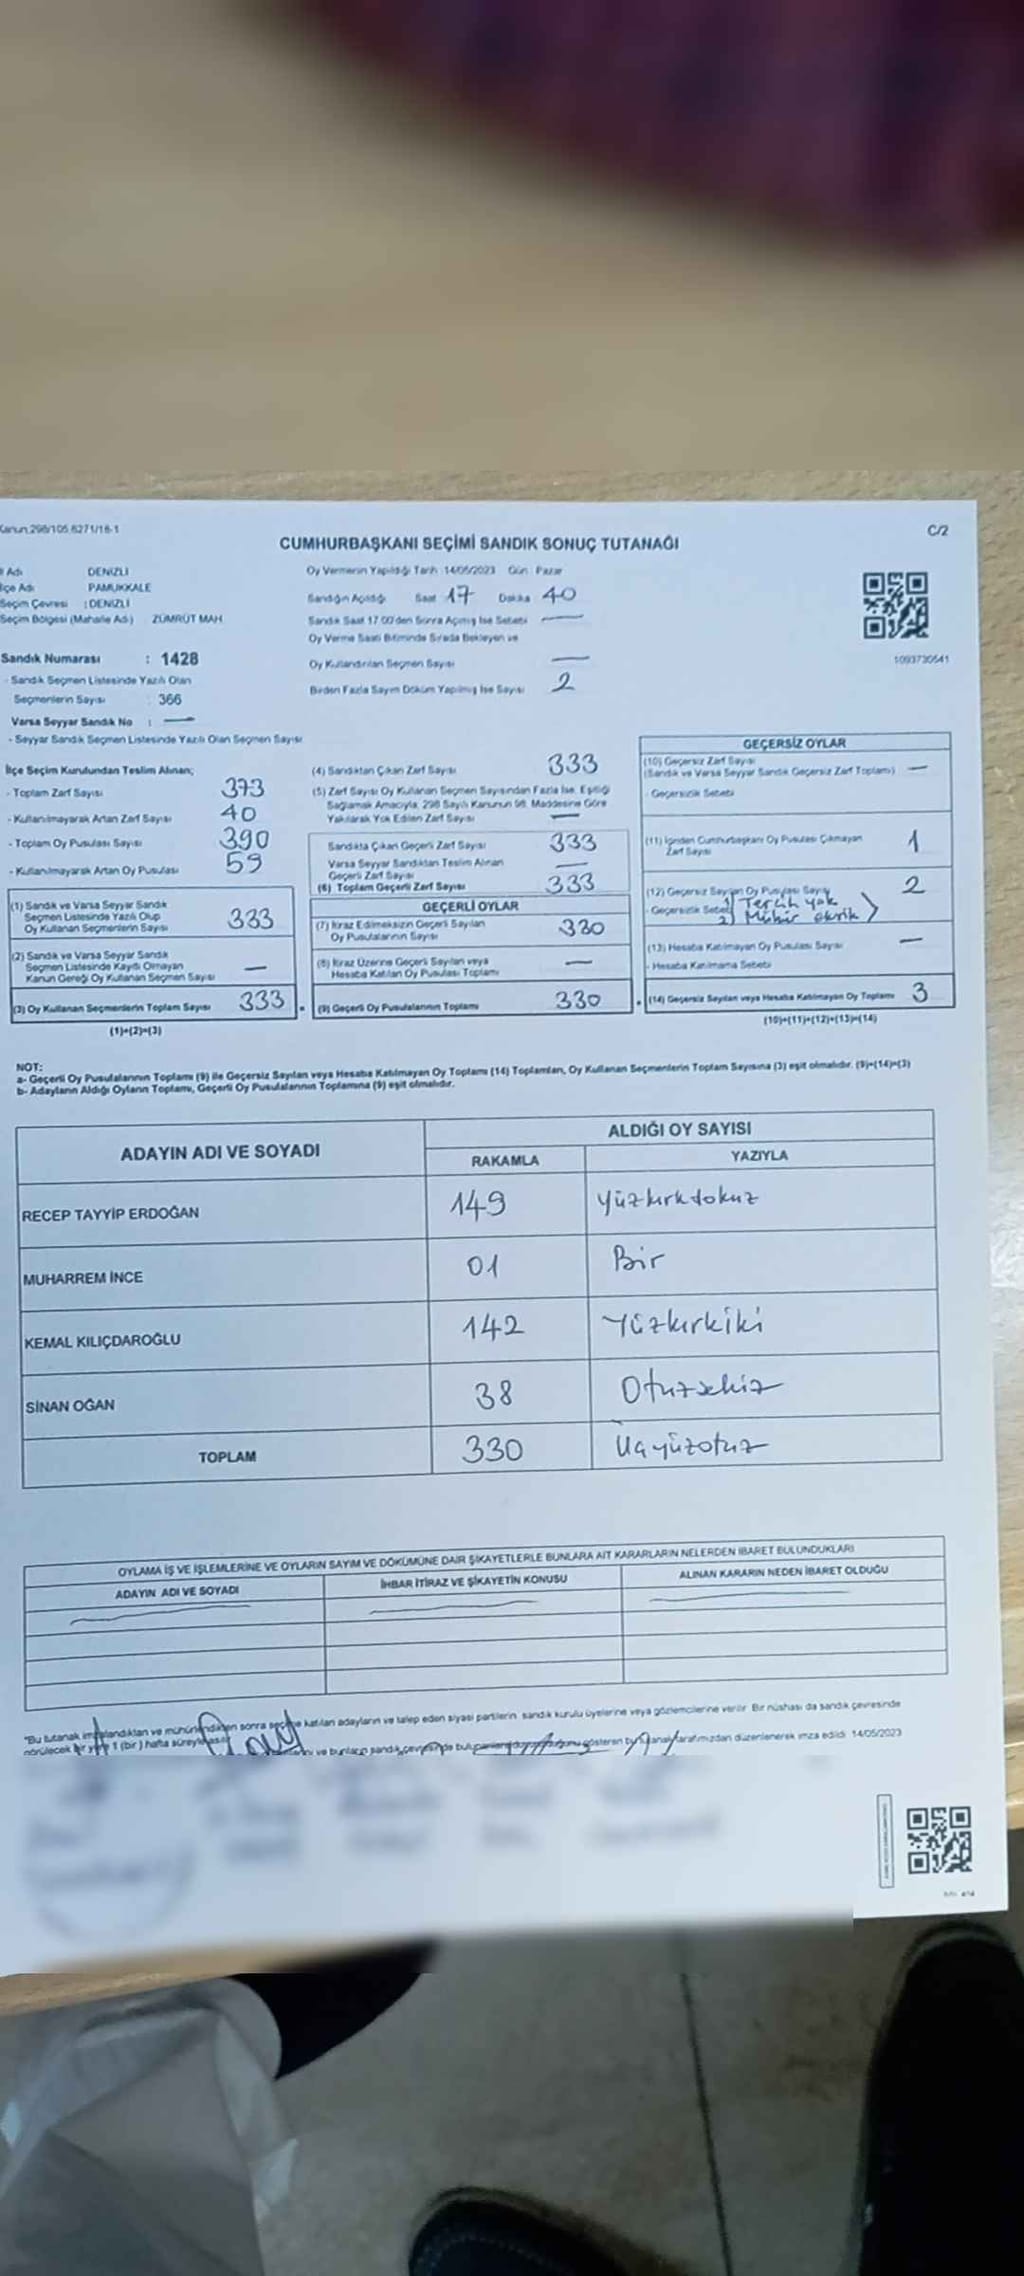 Kanun 298/105, 6271/18-1
C/2
CUMHURBAŞKANI SEÇİMİ SANDIK SONUÇ TUTANAĞI
İl Adı DENİZLİ
İlçe Adı PAMUKKALE
Seçim Çevresi : DENİZLİ
Seçim Bölgesi (Mahalle Adı) ZÜMRÜT MAH.
Sandık Numarası : 1428
- Sandık Seçmen Listesinde Yazılı Olan
Seçmenlerin Sayısı : 366
Varsa Seyyar Sandık No : —
- Seyyar Sandık Seçmen Listesinde Yazılı Olan Seçmen Sayısı
Oy Vermenin Yapıldığı Tarih :14/05/2023 Gün : Pazar
Sandığın Açıldığı Saat 17 Dakika 40
Sandık Saat 17.00'den Sonra Açılmış İse Sebebi —
Oy Verme Saati Bitiminde Sırada Bekleyen ve
Oy Kullandırılan Seçmen Sayısı —
Birden Fazla Sayım Döküm Yapılmış İse Sayısı 2
1093730541
İlçe Seçim Kurulundan Teslim Alınan;
- Toplam Zarf Sayısı 373
- Kullanılmayarak Artan Zarf Sayısı 40
- Toplam Oy Pusulası Sayısı 390
- Kullanılmayarak Artan Oy Pusulası 59
(1) Sandık ve Varsa Seyyar Sandık
Seçmen Listesinde Yazılı Olup
Oy Kullanan Seçmenlerin Sayısı 333
(2) Sandık ve Varsa Seyyar Sandık
Seçmen Listesinde Kaydı Olmayan
Kanun Gereği Oy Kullanan Seçmen Sayısı —
(3) Oy Kullanan Seçmenlerin Toplam Sayısı 333
(1)+(2)=(3)
(4) Sandıktan Çıkan Zarf Sayısı 333
(5) Zarf Sayısı Oy Kullanan Seçmen Sayısından Fazla İse, Eşitliği
Sağlamak Amacıyla, 298 Sayılı Kanunun 98. Maddesine Göre
Yakılarak Yok Edilen Zarf Sayısı —
Sandıkta Çıkan Geçerli Zarf Sayısı 333
Varsa Seyyar Sandıktan Teslim Alınan
Geçerli Zarf Sayısı —
(6) Toplam Geçerli Zarf Sayısı 333
GEÇERLİ OYLAR
(7) İtiraz Edilmeksizin Geçerli Sayılan
Oy Pusulalarının Sayısı 330
(8) İtiraz Üzerine Geçerli Sayılan veya
Hesaba Katılan Oy Pusulası Toplamı —
(9) Geçerli Oy Pusulalarının Toplamı 330
GEÇERSİZ OYLAR
(10) Geçersiz Zarf Sayısı
(Sandık ve Varsa Seyyar Sandık Geçersiz Zarf Toplamı) —
- Geçersizlik Sebebi
(11) İçinden Cumhurbaşkanı Oy Pusulası Çıkmayan
Zarf Sayısı 1
(12) Geçersiz Sayılan Oy Pusulası Sayısı 2
- Geçersizlik Sebebi 1) Tercih yok
2) Mühür eksik
(13) Hesaba Katılmayan Oy Pusulası Sayısı —
- Hesaba Katılmama Sebebi
(14) Geçersiz Sayılan veya Hesaba Katılmayan Oy Toplamı 3
(10)+(11)+(12)+(13)=(14)
NOT:
a- Geçerli Oy Pusulalarının Toplamı (9) ile Geçersiz Sayılan veya Hesaba Katılmayan Oy Toplamı (14) Toplamları, Oy Kullanan Seçmenlerin Toplam Sayısına (3) eşit olmalıdır. (9)+(14)=(3)
b- Adayların Aldığı Oyların Toplamı, Geçerli Oy Pusulalarının Toplamına (9) eşit olmalıdır.
ADAYIN ADI VE SOYADI ALDIĞI OY SAYISI
RAKAMLA YAZIYLA
RECEP TAYYİP ERDOĞAN 149 Yüzkırkdokuz
MUHARREM İNCE 01 Bir
KEMAL KILIÇDAROĞLU 142 Yüzkırkiki
SİNAN OĞAN 38 Otuzsekiz
TOPLAM 330 Üçyüzotuz
OYLAMA İŞ VE İŞLEMLERİNE VE OYLARIN SAYIM VE DÖKÜMÜNE DAİR ŞİKAYETLERLE BUNLARA AİT KARARLARIN NELERDEN İBARET BULUNDUKLARI
ADAYIN ADI VE SOYADI İHBAR İTİRAZ VE ŞİKAYETİN KONUSU ALINAN KARARIN NEDEN İBARET OLDUĞU
"Bu tutanak imzalandıktan ve mühürlendikten sonra seçime katılan adayların ve talep eden siyasi partilerin sandık kurulu üyelerine veya gözlemcilerine verilir. Bir nüshası da sandık çevresinde
görülecek bir yere 1 (bir) hafta süreyle asılır ve bunların sandık çevresinde gösteren bu tutanak tarafımızdan düzenlenerek imza edildi. 14/05/2023